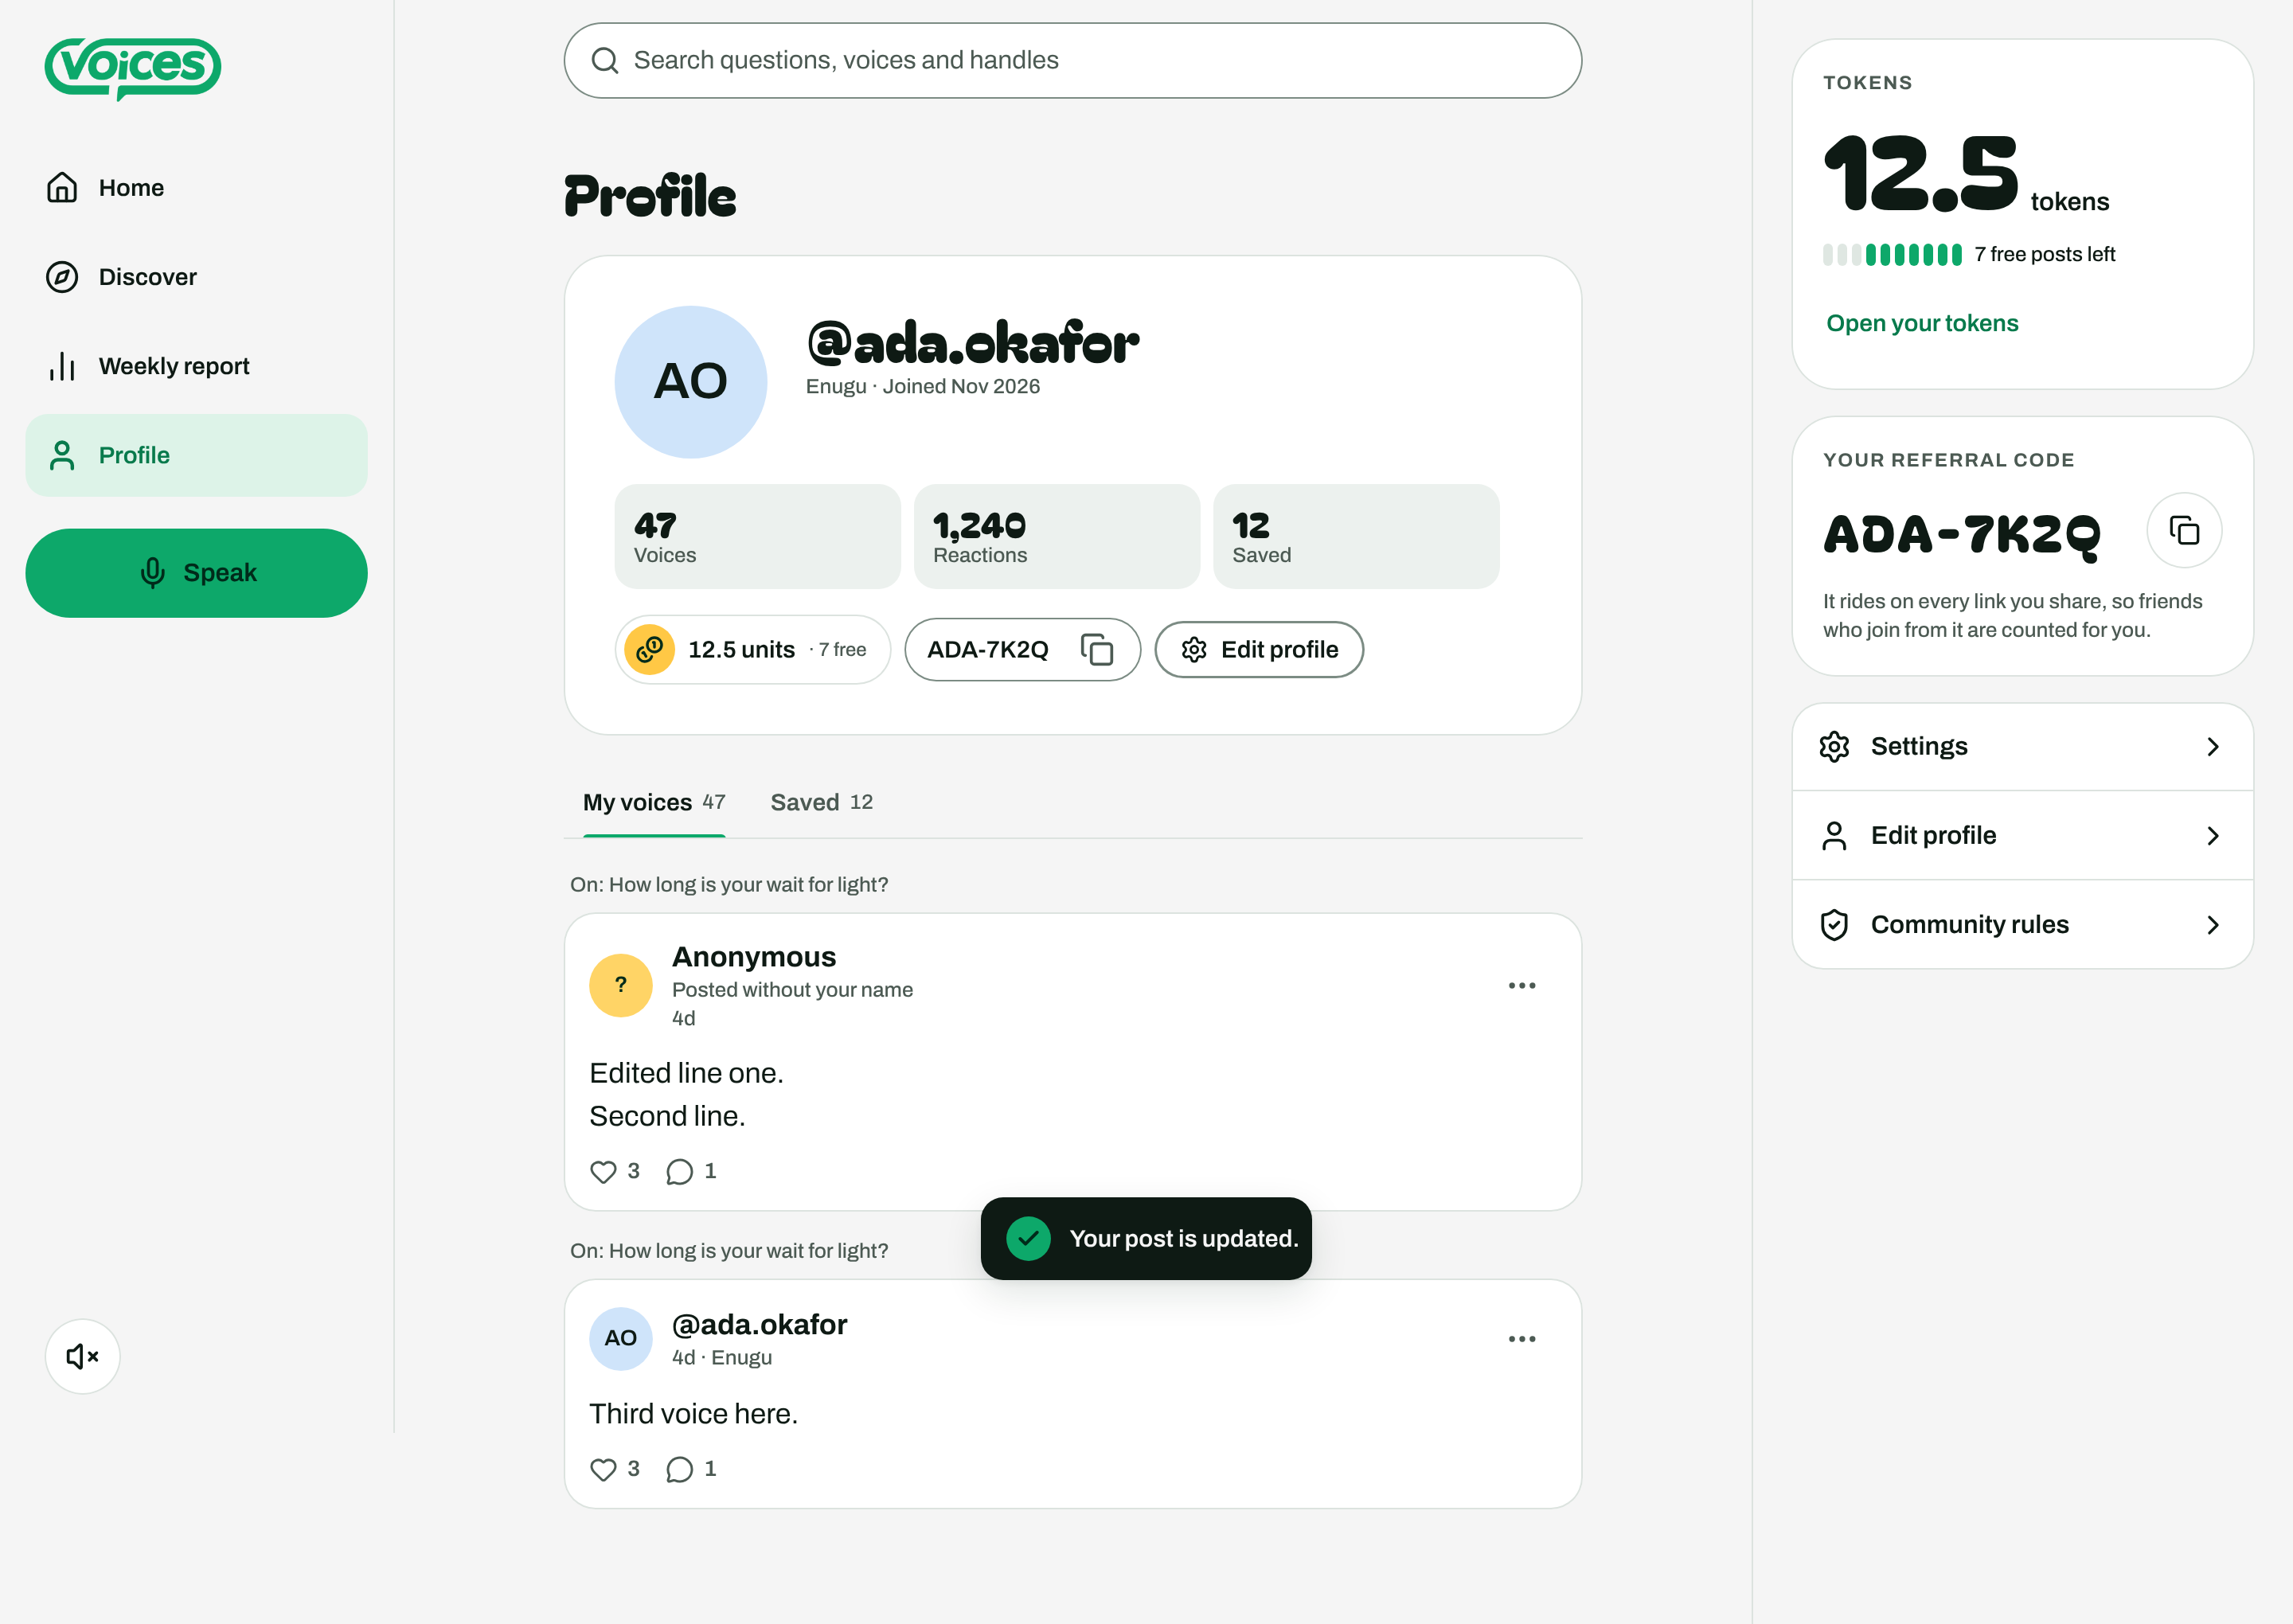 voices
Home
Discover
Weekly report
Profile
Speak
Search questions, voices and handles
Profile
AO
@ada.okafor
Enugu · Joined Nov 2026
47
Voices
1,240
Reactions
12
Saved
12.5 units · 7 free
ADA-7K2Q
Edit profile
My voices 47
Saved 12
On: How long is your wait for light?
?
Anonymous
Posted without your name
4d
Edited line one.
Second line.
3
1
Your post is updated.
On: How long is your wait for light?
AO
@ada.okafor
4d · Enugu
Third voice here.
3
1
TOKENS
12.5 tokens
7 free posts left
Open your tokens
YOUR REFERRAL CODE
ADA-7K2Q
It rides on every link you share, so friends
who join from it are counted for you.
Settings
Edit profile
Community rules